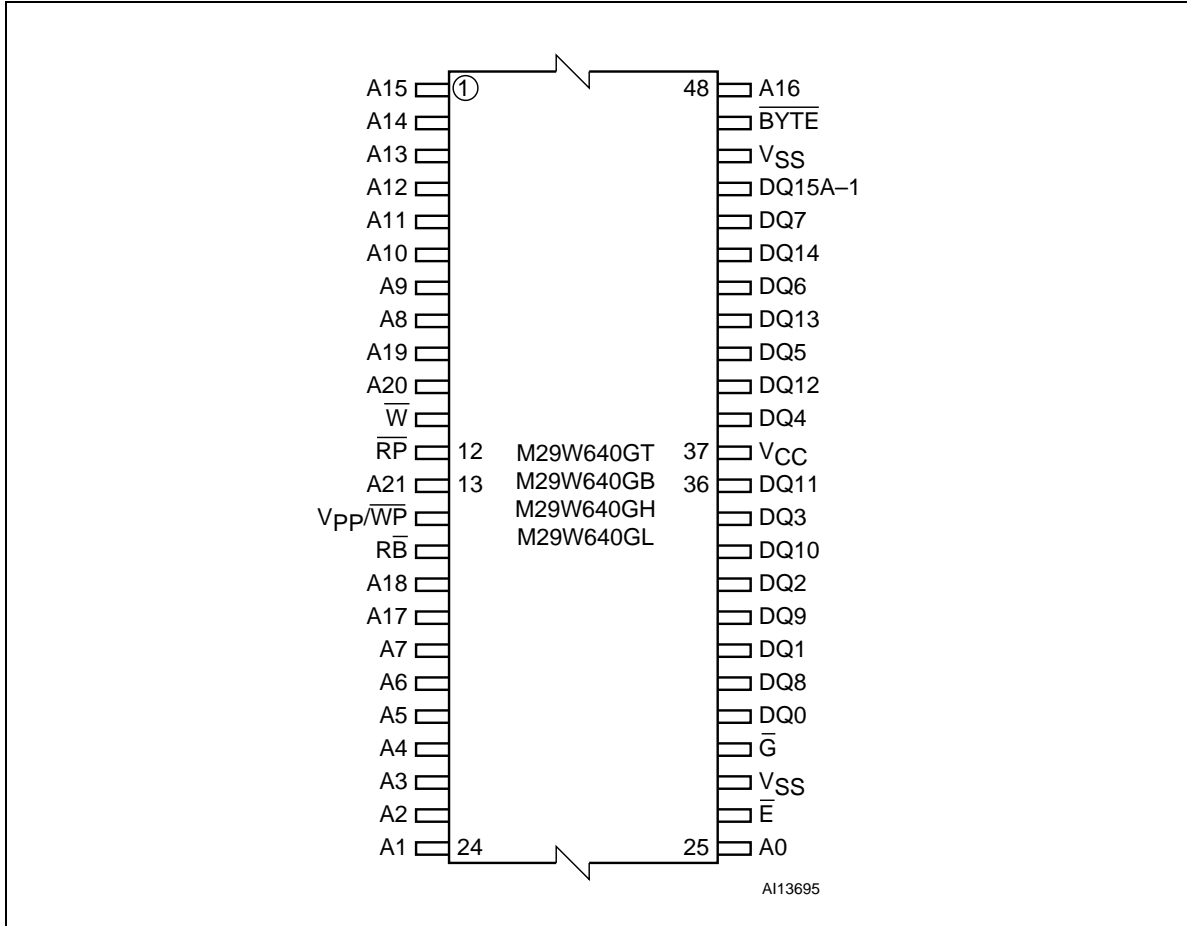 A15 1 48 A16
A14 B̅Y̅T̅E̅
A13 VSS
A12 DQ15A–1
A11 DQ7
A10 DQ14
A9 DQ6
A8 DQ13
A19 DQ5
A20 DQ12
W̅ DQ4
R̅P̅ 12 M29W640GT 37 VCC
A21 13 M29W640GB 36 DQ11
VPP/W̅P̅ M29W640GH DQ3
RB̅ M29W640GL DQ10
A18 DQ2
A17 DQ9
A7 DQ1
A6 DQ8
A5 DQ0
A4 G̅
A3 VSS
A2 E̅
A1 24 25 A0
AI13695